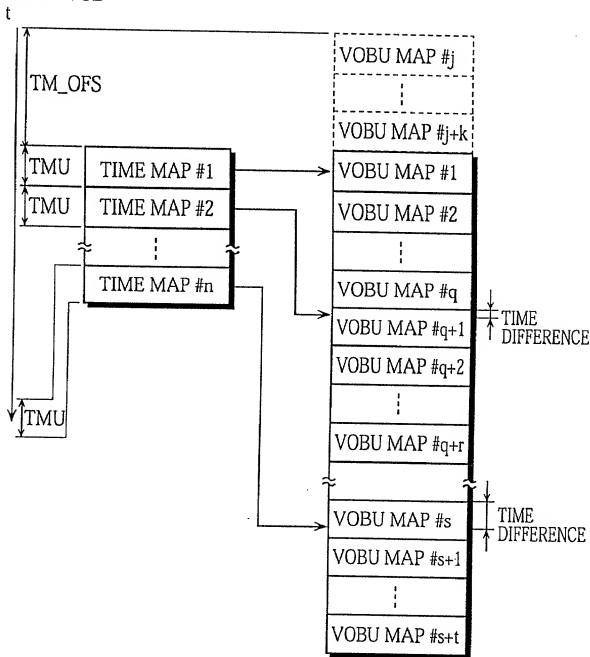 t
TM_OFS
TMU
TMU
TMU
TIME MAP #1
TIME MAP #2
TIME MAP #n
VOBU MAP #j
VOBU MAP #j+k
VOBU MAP #1
VOBU MAP #2
VOBU MAP #q
VOBU MAP #q+1
VOBU MAP #q+2
VOBU MAP #q+r
VOBU MAP #s
VOBU MAP #s+1
VOBU MAP #s+t
TIME
DIFFERENCE
TIME
DIFFERENCE